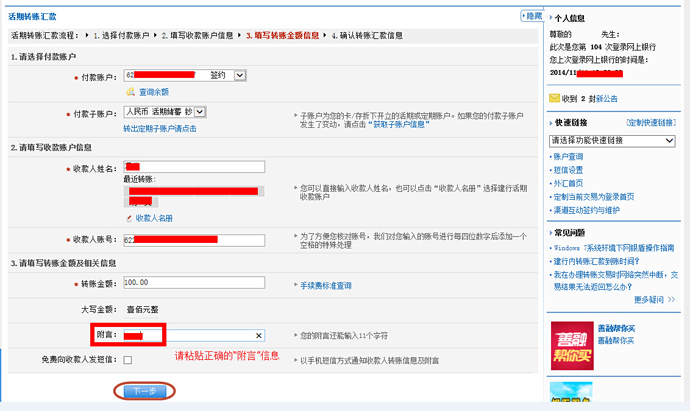 活期转账汇款
隐藏
活期转账汇款流程： 1.选择付款账户 2.填写收款账户信息 3.填写转账金额信息 4.确认转账汇款信息
1.请选择付款账户
* 付款账户： 62 签约
查询余额
* 付款子账户： 人民币 活期储蓄 钞
转出定期子账户请点击
子账户为您的卡/存折下开立的活期或定期账户。如果您的付款子账户
发生了变动，请点击“获取子账户信息”
2.请填写收款账户信息
* 收款人姓名：
最近转账：
收款人名册
您可以直接输入收款人姓名，也可以点击“收款人名册”选择建行活期
收款账户
* 收款人账号： 622
为了方便您核对账号，我们对您输入的账号进行每四位数字后添加一个
空格的特殊处理
3.请填写转账金额及相关信息
* 转账金额： 100.00
手续费标准查询
大写金额： 壹佰元整
附言：
您的附言还能输入11个字符
请粘贴正确的“附言”信息
免费向收款人发短信：
以手机短信方式通知收款人转账信息及附言
下一步
个人信息
尊敬的 先生：
此次是您第 104 次登录网上银行
您上次登录网上银行的时间是：
2014/11
收到 2 封新公告
快速链接 [定制快速链接]
请选择功能快速链接
账户查询
短信设置
外汇首页
定制当前交易为登录首页
渠道互动签约与维护
常见问题
Windows 7系统环境下网银盾操作指南
建行内转账汇款到账时间？
我在办理转账交易时网络突然中断，交
易结果无法返回怎么办？
更多疑问 >>
善融
帮你买
善融帮你买
善融帮你买